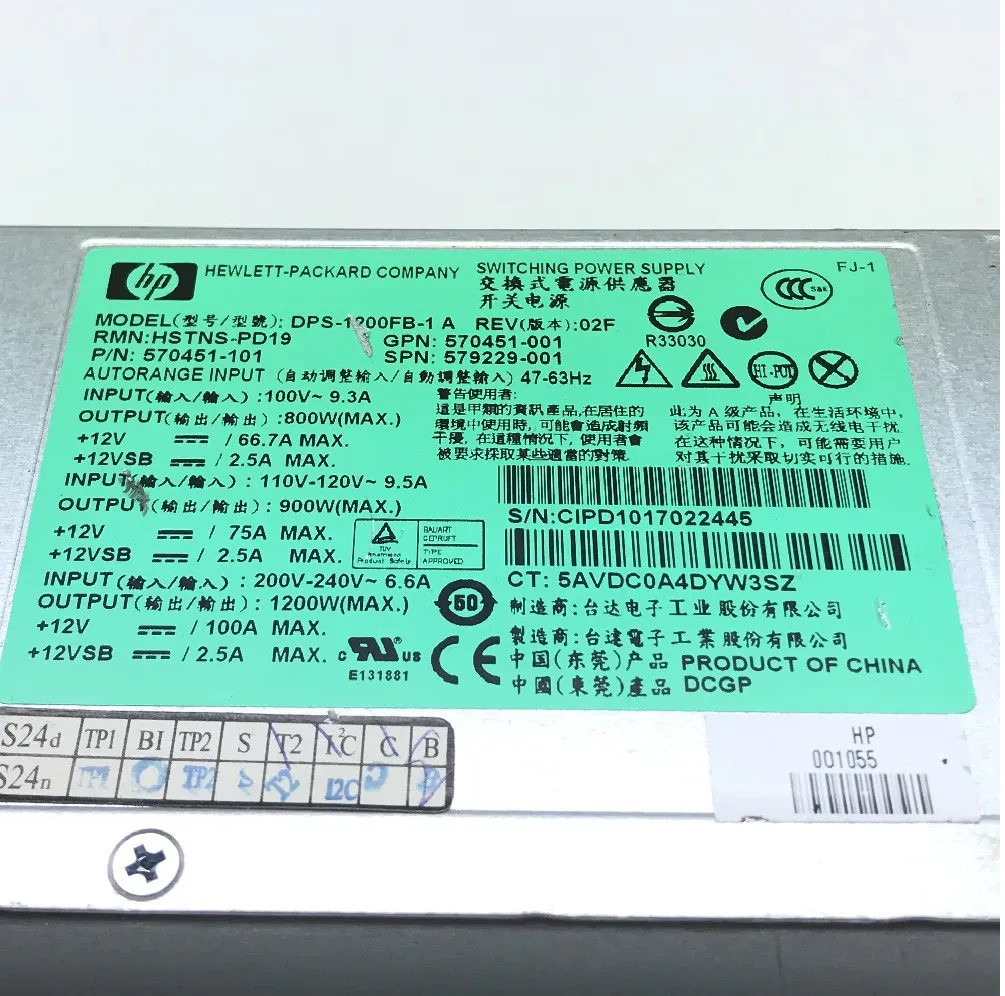 hp HEWLETT-PACKARD COMPANY SWITCHING POWER SUPPLY FJ-1
交換式電源供應器
开关电源
CCC S&E
MODEL(型号/型號): DPS-1200FB-1 A REV(版本):02F
R33030
RMN:HSTNS-PD19 GPN: 570451-001
P/N: 570451-101 SPN: 579229-001
HI-POT
AUTORANGE INPUT (自动调整输入/自動調整輸入) 47-63Hz
INPUT(输入/輸入):100V~ 9.3A
OUTPUT(输出/輸出):800W(MAX.)
+12V / 66.7A MAX.
+12VSB / 2.5A MAX.
INPUT(输入/輸入): 110V-120V~ 9.5A
OUTPUT(输出/輸出): 900W(MAX.)
+12V / 75A MAX.
+12VSB / 2.5A MAX.
INPUT(输入/輸入): 200V-240V~ 6.6A
OUTPUT(输出/輸出): 1200W(MAX.)
+12V / 100A MAX.
+12VSB / 2.5A MAX.
警告使用者:
這是甲類的資訊產品,在居住的
環境中使用時, 可能會造成射頻
干擾, 在這種情況下, 使用者會
被要求採取某些適當的對策.
声明
此为 A 级产品, 在生活环境中,
该产品可能会造成无线电干扰
在这种情况下, 可能需要用户
对其干扰采取切实可行的措施.
S/N:CIPD1017022445
TUV
Rheinland
Product Safety
BAUART
GEPRUFT
TYPE
APPROVED
CT: 5AVDC0A4DYW3SZ
50
制造商:台达电子工业股份有限公司
製造商:台達電子工業股份有限公司
c RU ® US
E131881
CE
中国(东莞)产品 PRODUCT OF CHINA
中國(東莞)產品 DCGP
S24d TP1 BI TP2 S T2 I²C C B
S24n TP1 TP2 T2 I2C B
HP
001055